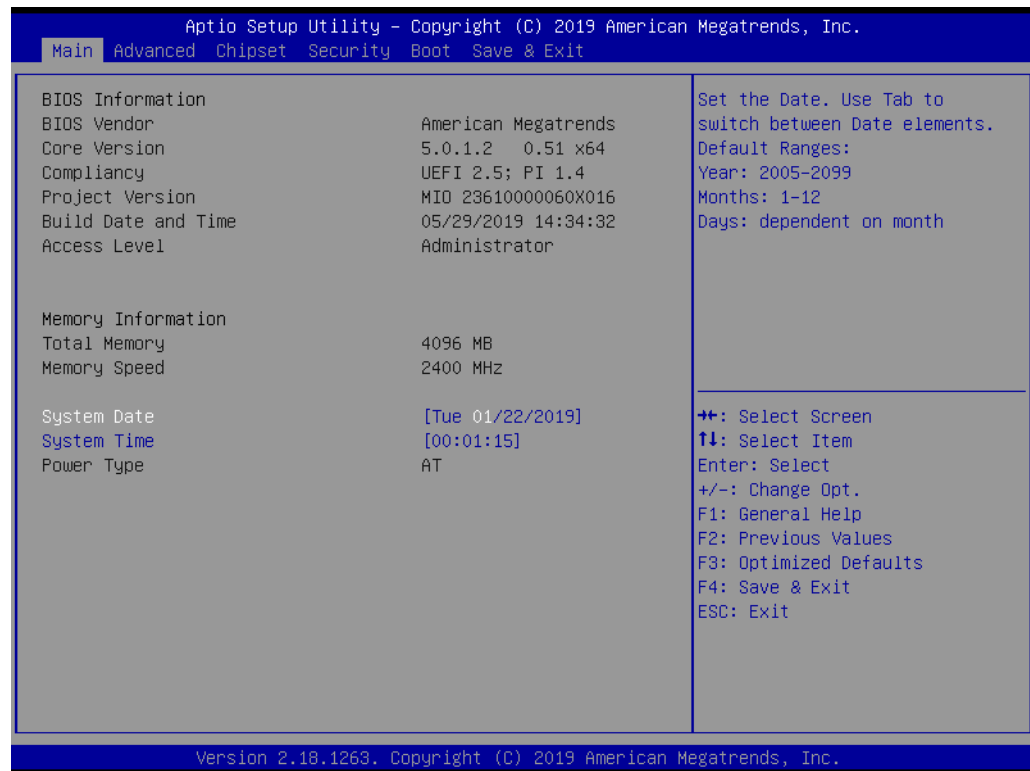 Aptio Setup Utility – Copyright (C) 2019 American Megatrends, Inc.
Main Advanced Chipset Security Boot Save & Exit
BIOS Information
BIOS Vendor American Megatrends
Core Version 5.0.1.2 0.51 x64
Compliancy UEFI 2.5; PI 1.4
Project Version MIO 23610000060X016
Build Date and Time 05/29/2019 14:34:32
Access Level Administrator
Memory Information
Total Memory 4096 MB
Memory Speed 2400 MHz
System Date [Tue 01/22/2019]
System Time [00:01:15]
Power Type AT
Set the Date. Use Tab to
switch between Date elements.
Default Ranges:
Year: 2005-2099
Months: 1-12
Days: dependent on month
→←: Select Screen
↑↓: Select Item
Enter: Select
+/-: Change Opt.
F1: General Help
F2: Previous Values
F3: Optimized Defaults
F4: Save & Exit
ESC: Exit
Version 2.18.1263. Copyright (C) 2019 American Megatrends, Inc.